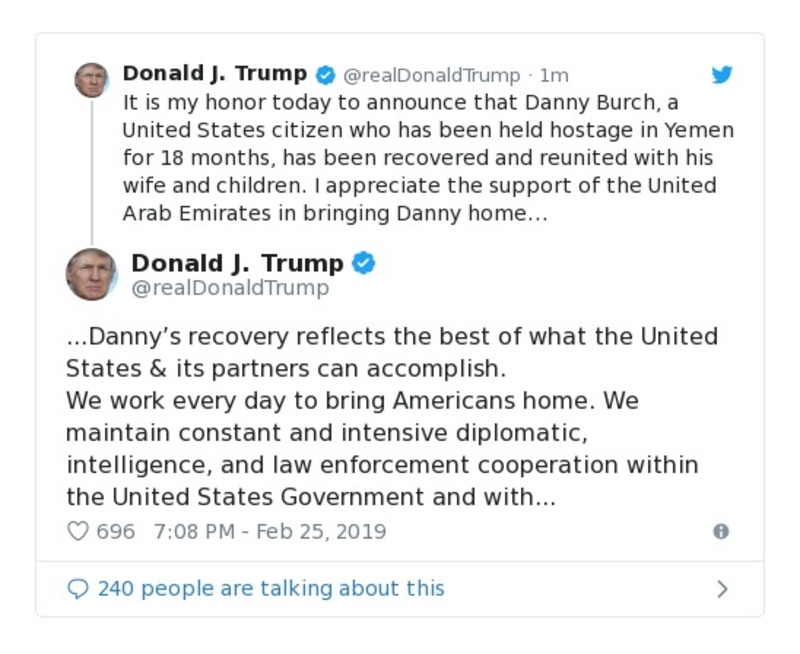 Donald J. Trump @realDonaldTrump · 1m
It is my honor today to announce that Danny Burch, a
United States citizen who has been held hostage in Yemen
for 18 months, has been recovered and reunited with his
wife and children. I appreciate the support of the United
Arab Emirates in bringing Danny home…
Donald J. Trump
@realDonaldTrump
...Danny’s recovery reflects the best of what the United
States & its partners can accomplish.
We work every day to bring Americans home. We
maintain constant and intensive diplomatic,
intelligence, and law enforcement cooperation within
the United States Government and with...
696 7:08 PM - Feb 25, 2019
240 people are talking about this